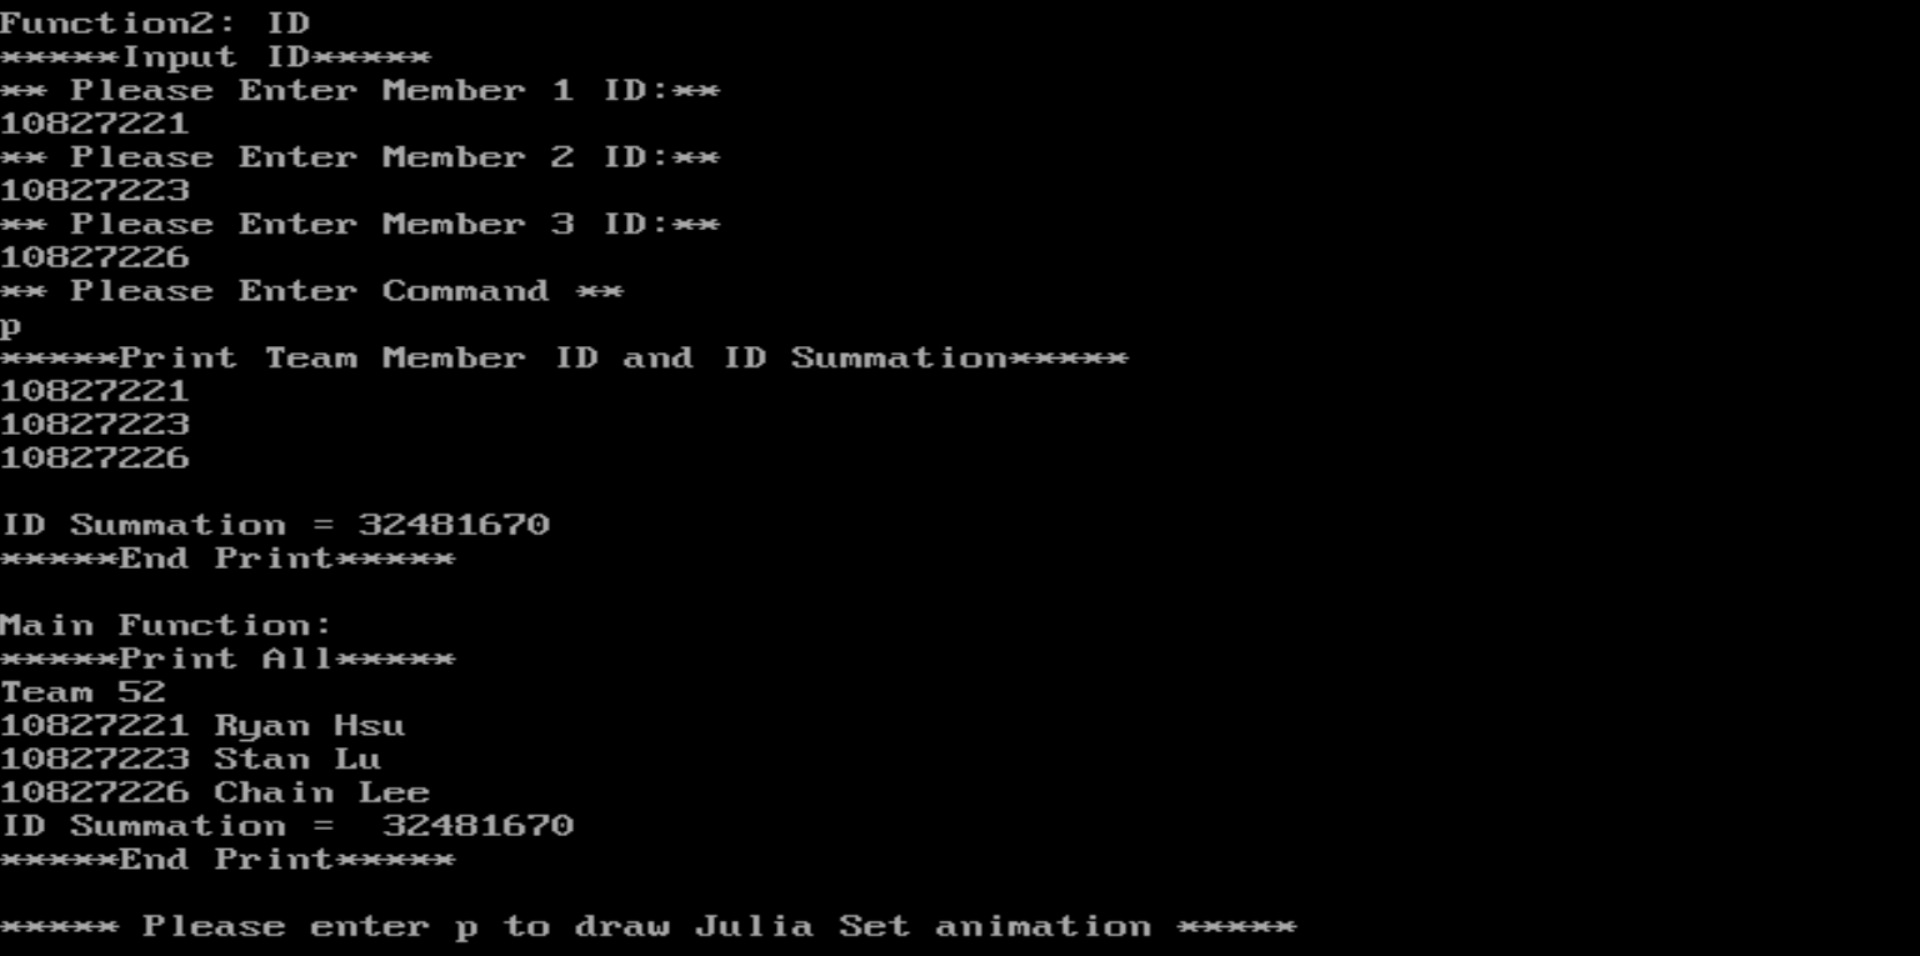 Function2: ID
*****Input ID*****
** Please Enter Member 1 ID:**
10827221
** Please Enter Member 2 ID:**
10827223
** Please Enter Member 3 ID:**
10827226
** Please Enter Command **
p
*****Print Team Member ID and ID Summation*****
10827221
10827223
10827226
ID Summation = 32481670
*****End Print*****
Main Function:
*****Print All*****
Team 52
10827221 Ryan Hsu
10827223 Stan Lu
10827226 Chain Lee
ID Summation =  32481670
*****End Print*****
***** Please enter p to draw Julia Set animation *****